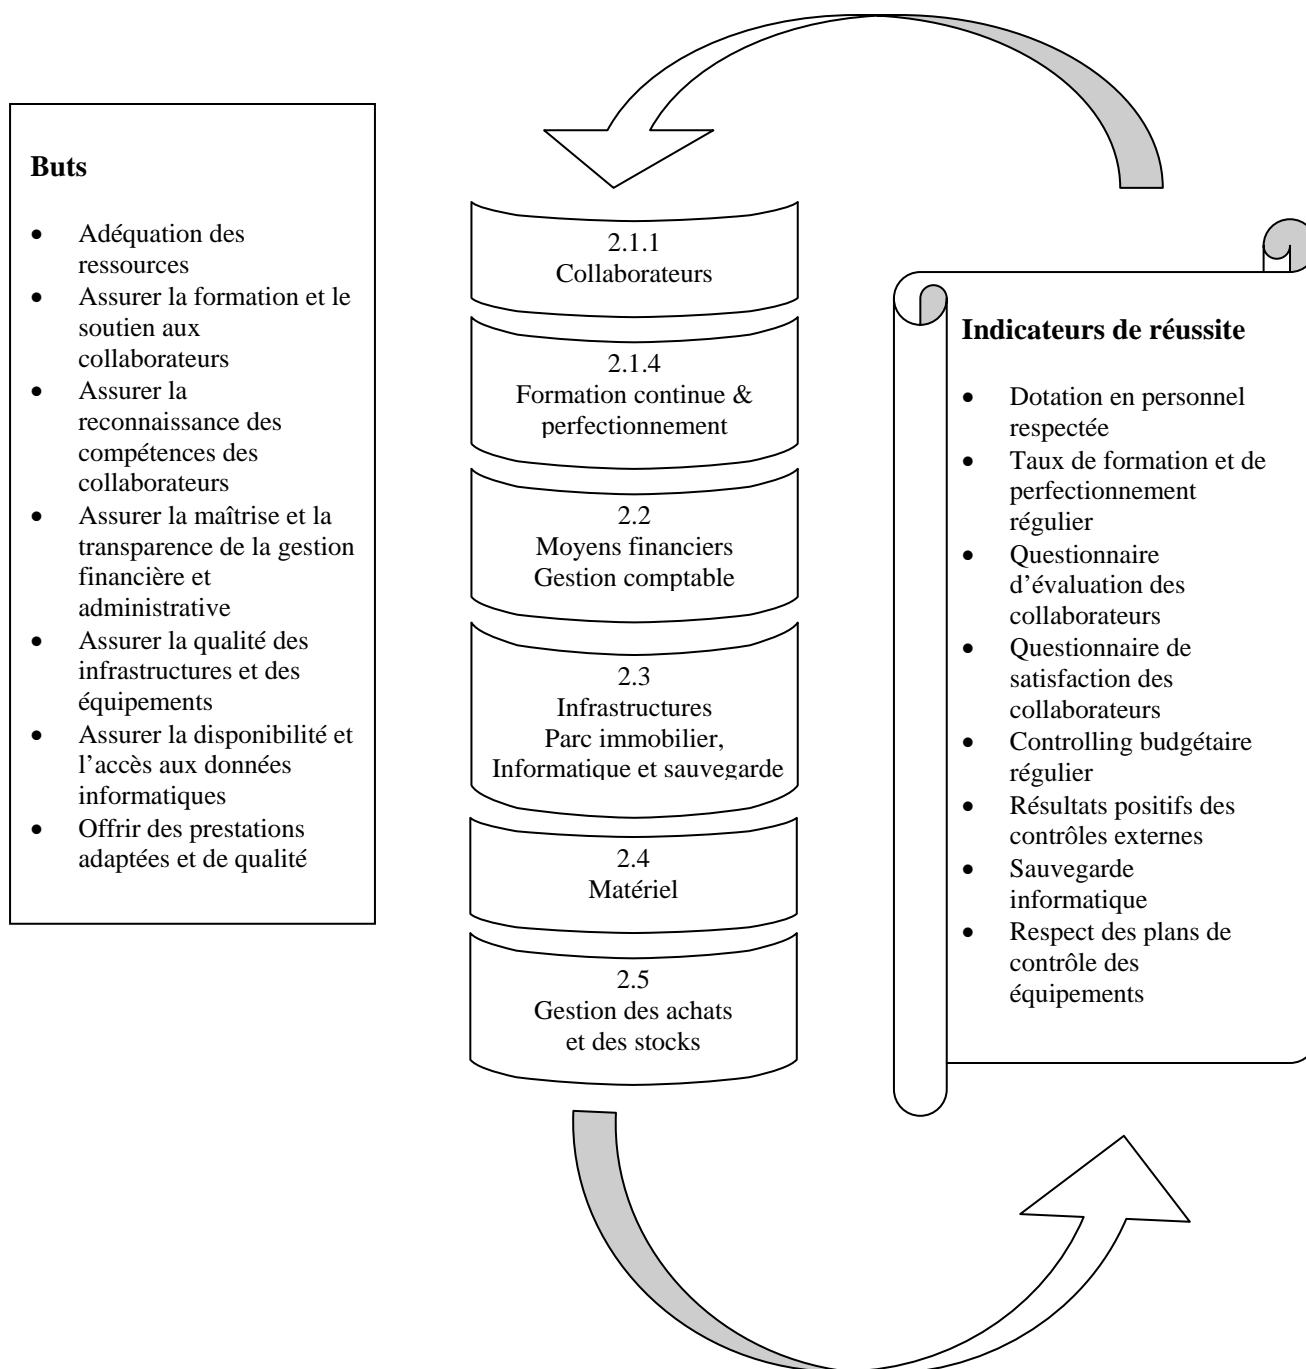 Buts
• Adéquation des
ressources
• Assurer la formation et le
soutien aux
collaborateurs
• Assurer la
reconnaissance des
compétences des
collaborateurs
• Assurer la maîtrise et la
transparence de la gestion
financière et
administrative
• Assurer la qualité des
infrastructures et des
équipements
• Assurer la disponibilité et
l’accès aux données
informatiques
• Offrir des prestations
adaptées et de qualité
2.1.1
Collaborateurs
2.1.4
Formation continue &
perfectionnement
2.2
Moyens financiers
Gestion comptable
2.3
Infrastructures
Parc immobilier,
Informatique et sauvegarde
2.4
Matériel
2.5
Gestion des achats
et des stocks
Indicateurs de réussite
• Dotation en personnel
respectée
• Taux de formation et de
perfectionnement
régulier
• Questionnaire
d’évaluation des
collaborateurs
• Questionnaire de
satisfaction des
collaborateurs
• Controlling budgétaire
régulier
• Résultats positifs des
contrôles externes
• Sauvegarde
informatique
• Respect des plans de
contrôle des
équipements